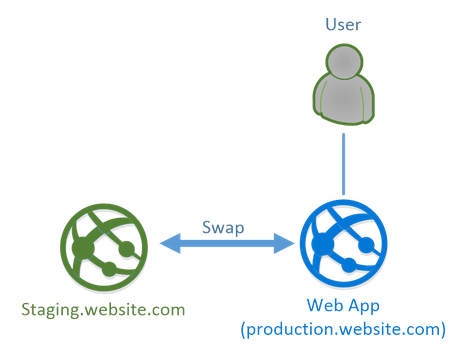 User
Swap
Staging.website.com
Web App
(production.website.com)